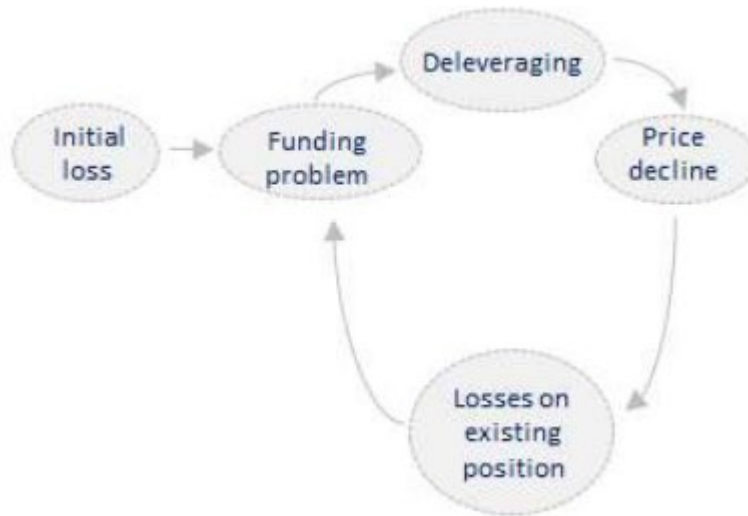 Deleveraging
Initial
loss
Funding
problem
Price
decline
Losses on
existing
position